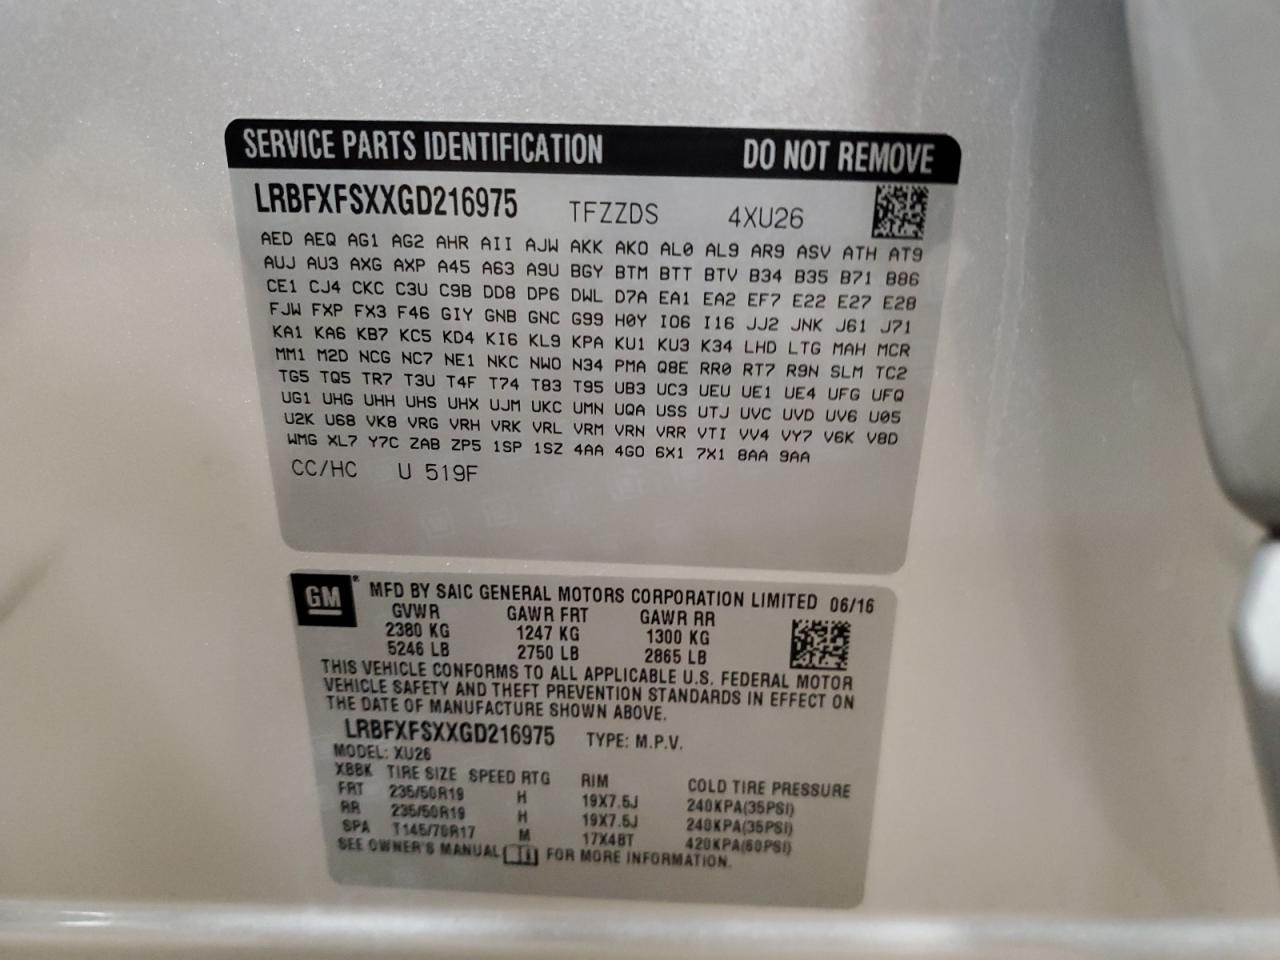 SERVICE PARTS IDENTIFICATION DO NOT REMOVE
LRBFXFSXXGD216975 TFZZDS 4XU26
AED AEQ AG1 AG2 AHR AII AJW AKK AKO AL0 AL9 AR9 ASV ATH AT9
AUJ AU3 AXG AXP A45 A63 A9U BGY BTM BTT BTV B34 B35 B71 B86
CE1 CJ4 CKC C3U C9B DD8 DP6 DWL D7A EA1 EA2 EF7 E22 E27 E28
FJW FXP FX3 F46 GIY GNB GNC G99 H0Y IO6 I16 JJ2 JNK J61 J71
KA1 KA6 KB7 KC5 KD4 KI6 KL9 KPA KU1 KU3 K34 LHD LTG MAH MCR
MM1 M2D NCG NC7 NE1 NKC NWO N34 PMA Q8E RR0 RT7 R9N SLM TC2
TG5 TQ5 TR7 T3U T4F T74 T83 T95 UB3 UC3 UEU UE1 UE4 UFG UFQ
UG1 UHG UHH UHS UHX UJM UKC UMN UQA USS UTJ UVC UVD UV6 U05
U2K U68 VK8 VRG VRH VRK VRL VRM VRN VRR VTI VV4 VY7 V6K V8D
WMG XL7 Y7C ZAB ZP5 1SP 1SZ 4AA 4GO 6X1 7X1 8AA 9AA
CC/HC U 519F
GM® MFD BY SAIC GENERAL MOTORS CORPORATION LIMITED 06/16
GVWR GAWR FRT GAWR RR
2380 KG 1247 KG 1300 KG
5246 LB 2750 LB 2865 LB
THIS VEHICLE CONFORMS TO ALL APPLICABLE U.S. FEDERAL MOTOR
VEHICLE SAFETY AND THEFT PREVENTION STANDARDS IN EFFECT ON
THE DATE OF MANUFACTURE SHOWN ABOVE.
LRBFXFSXXGD216975 TYPE: M.P.V.
MODEL: XU26
XBBK TIRE SIZE SPEED RTG RIM COLD TIRE PRESSURE
FRT 235/50R19 H 19X7.5J 240KPA(35PSI)
RR 235/50R19 H 19X7.5J 240KPA(35PSI)
SPA T145/70R17 M 17X4BT 420KPA(60PSI)
SEE OWNER'S MANUAL FOR MORE INFORMATION.